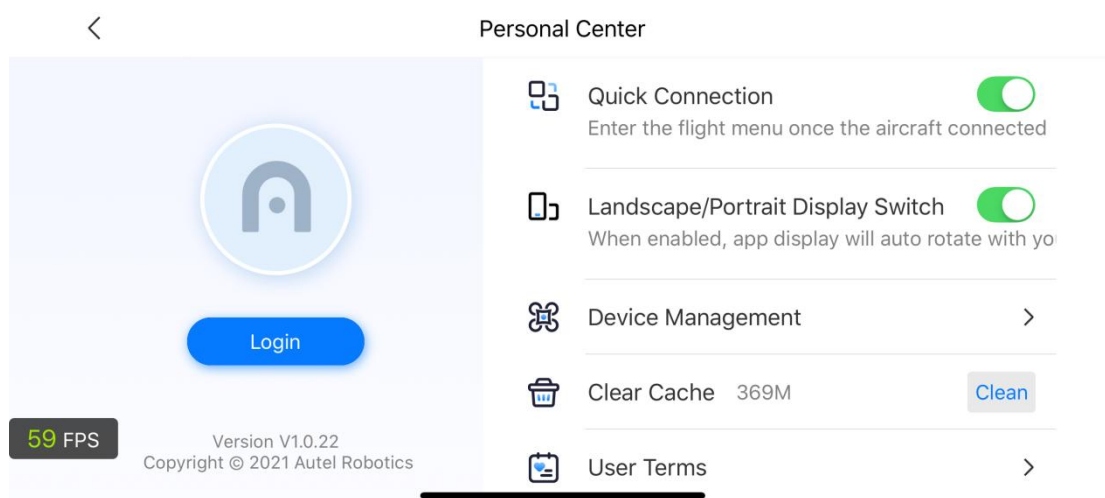 Personal Center
Quick Connection
Enter the flight menu once the aircraft connected
Landscape/Portrait Display Switch
When enabled, app display will auto rotate with
Device Management
Clear Cache 369M
Clean
User Terms
Login
59 FPS
Version V1.0.22
Copyright © 2021 Autel Robotics